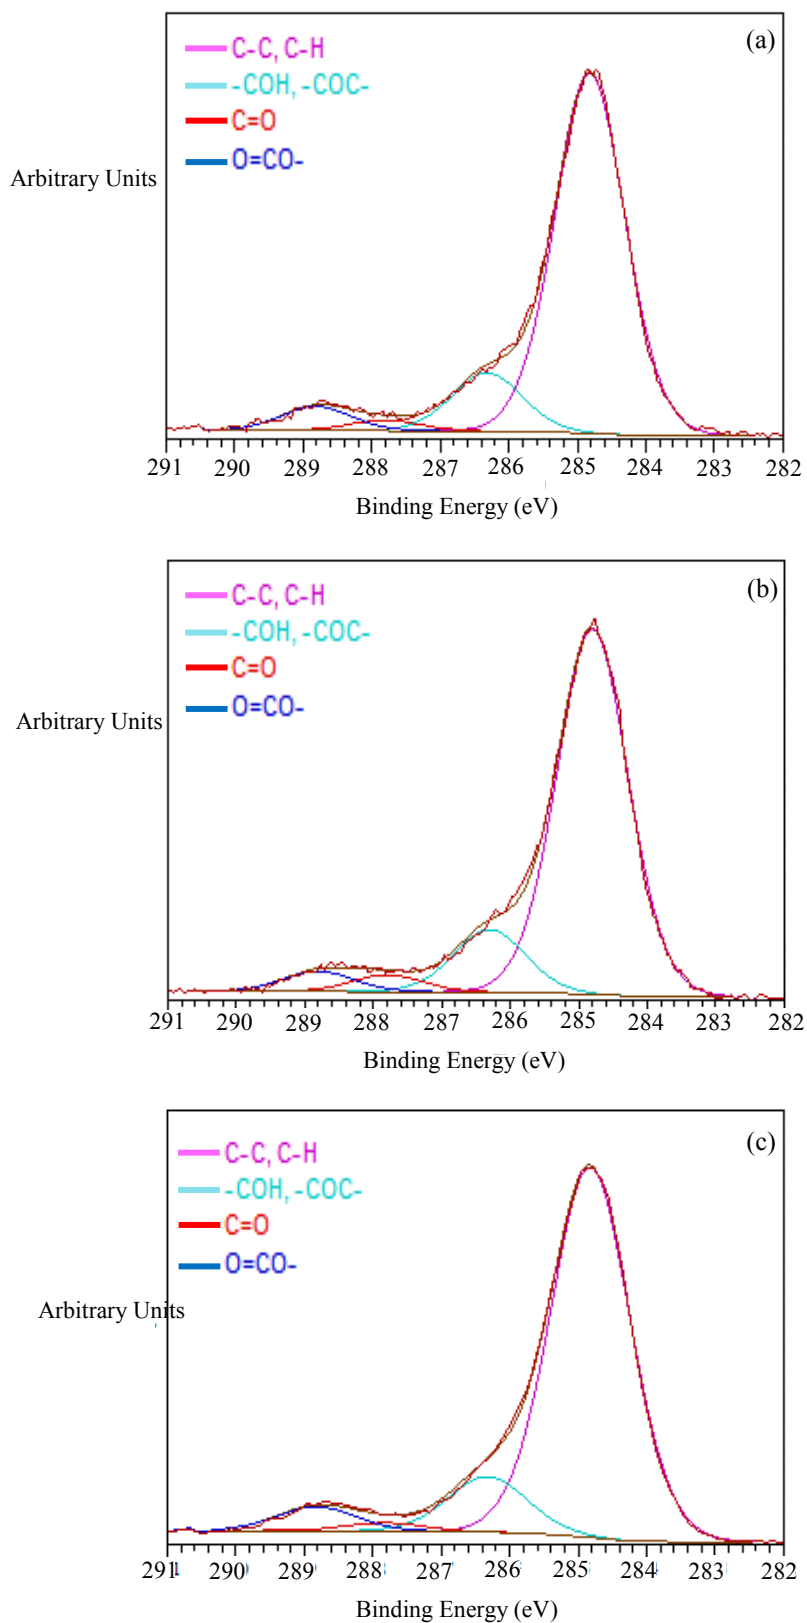 (a)
C-C, C-H
-COH, -COC-
C=O
O=CO-
Arbitrary Units
291 290 289 288 287 286 285 284 283 282
Binding Energy (eV)
(b)
C-C, C-H
-COH, -COC-
C=O
O=CO-
Arbitrary Units
291 290 289 288 287 286 285 284 283 282
Binding Energy (eV)
(c)
C-C, C-H
-COH, -COC-
C=O
O=CO-
Arbitrary Units
291 290 289 288 287 286 285 284 283 282
Binding Energy (eV)